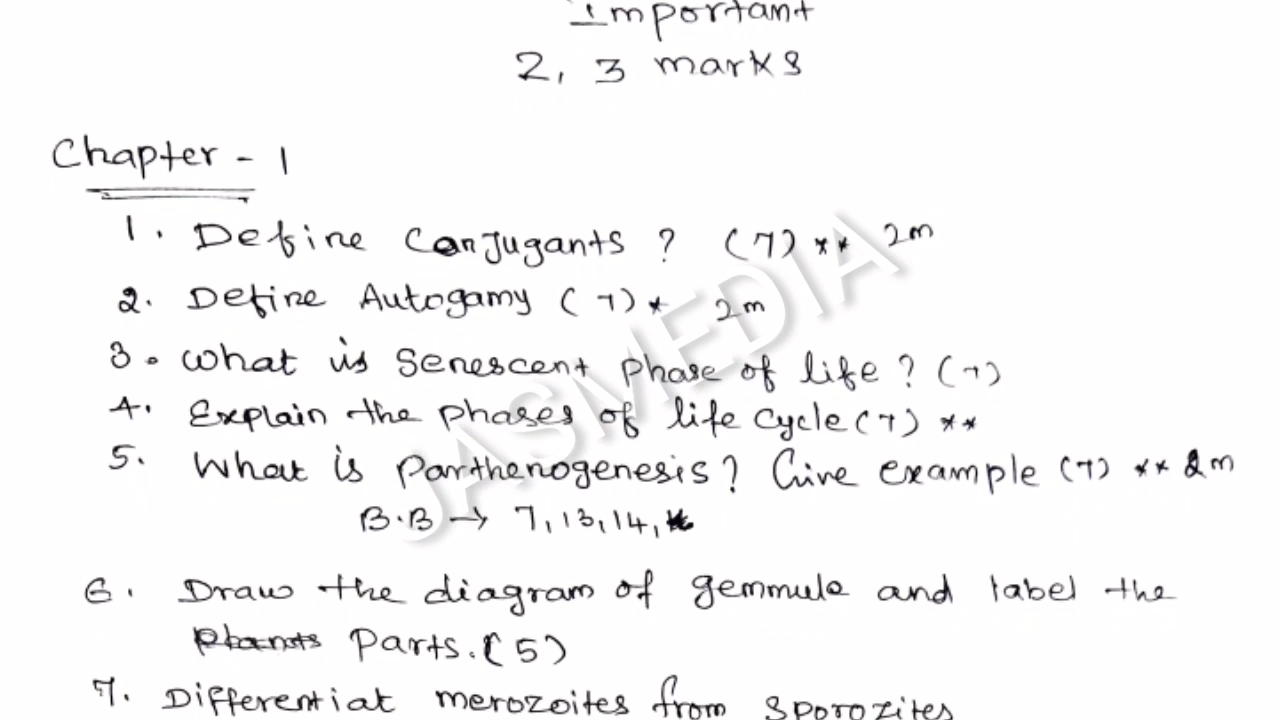 Important
2, 3 marks
Chapter - 1
1. Define Conjugants ? (7) ** 2m
2. Define Autogamy (7) * 2m
3. What is Senescent phase of life ? (7)
4. Explain the phases of life cycle (7) **
5. What is Parthenogenesis ? Give example (7) ** 2m
B.B → 7, 13, 14,
6. Draw the diagram of gemmule and label the
Parts. (5)
7. Differentiat merozoites from Sporozites
JASMEDIA